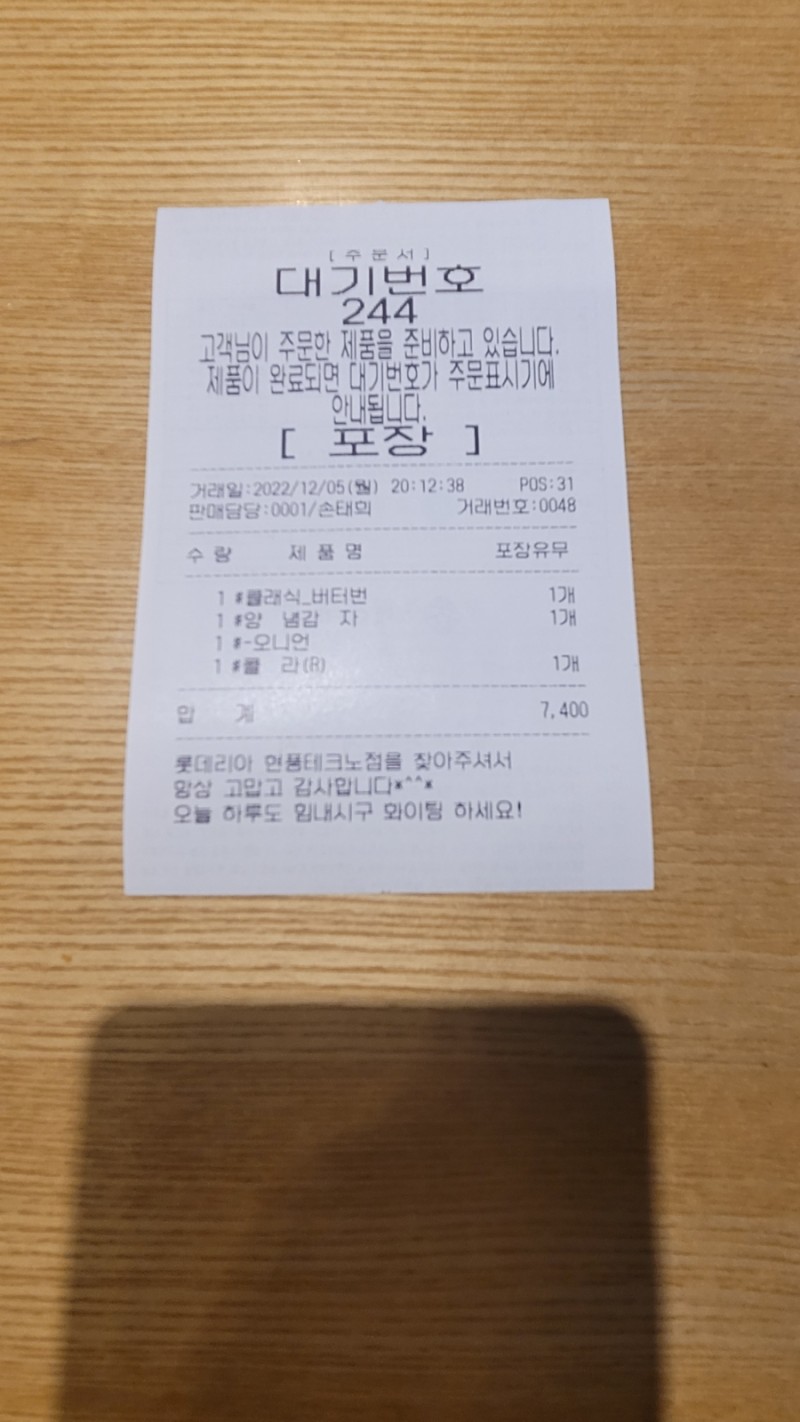 [주문서]
대기번호
244
고객님이 주문한 제품을 준비하고 있습니다.
제품이 완료되면 대기번호가 주문표시기에
안내됩니다.
[ 포장 ]
거래일:2022/12/05(월) 20:12:38 POS:31
판매담당:0001/손태희 거래번호:0048
수 량 제 품 명 포장유무
1 #클래식_버터번 1개
1 #양 념감 자 1개
1 #-오니언
1 #콜 라(R) 1개
합 계 7,400
롯데리아 현풍테크노점을 찾아주셔서
항상 고맙고 감사합니다*^^*
오늘 하루도 힘내시구 화이팅 하세요!